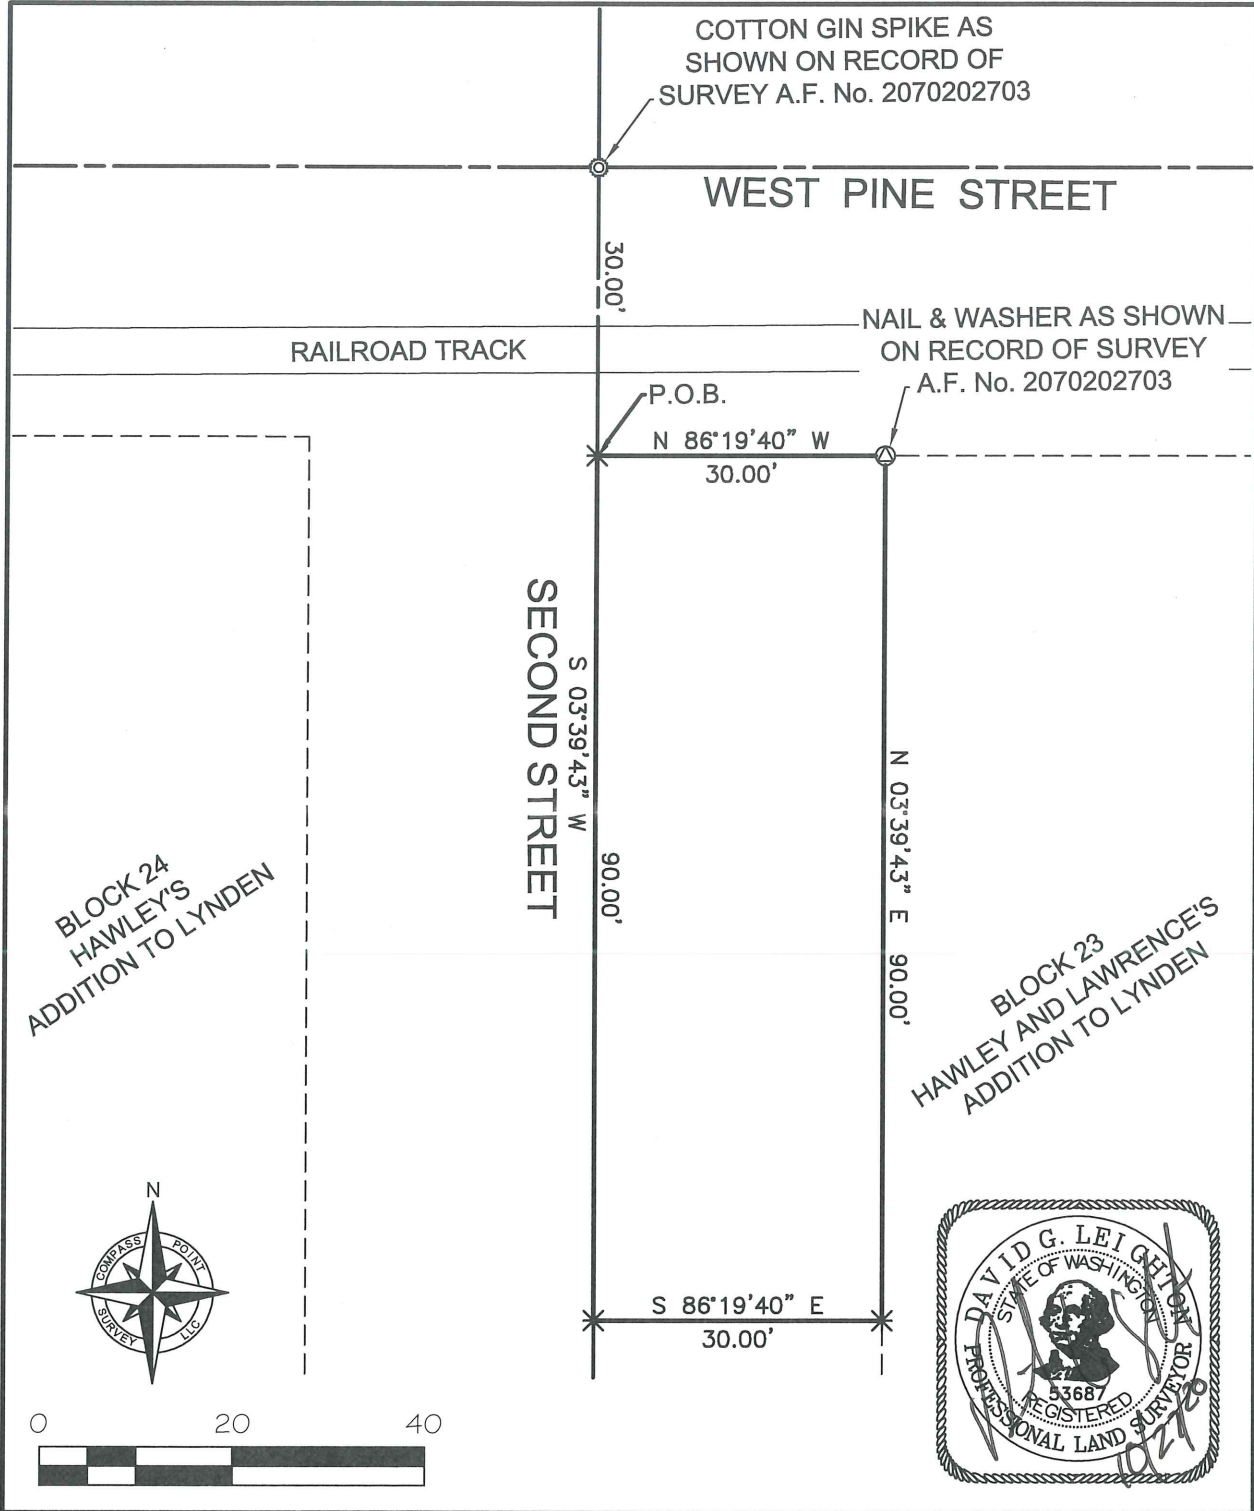 COTTON GIN SPIKE AS
SHOWN ON RECORD OF
SURVEY A.F. No. 2070202703
WEST PINE STREET
30.00'
NAIL & WASHER AS SHOWN
ON RECORD OF SURVEY
A.F. No. 2070202703
RAILROAD TRACK
P.O.B.
N 86°19'40" W
30.00'
SECOND STREET
S 03°39'43" W
90.00'
N 03°39'43" E 90.00'
BLOCK 24
HAWLEY'S
ADDITION TO LYNDEN
BLOCK 23
HAWLEY AND LAWRENCE'S
ADDITION TO LYNDEN
N
COMPASS POINT
SURVEY LLC
S 86°19'40" E
30.00'
DAVID G. LEIGHTON
STATE OF WASHINGTON
53687
REGISTERED
PROFESSIONAL LAND SURVEYOR
0 20 40